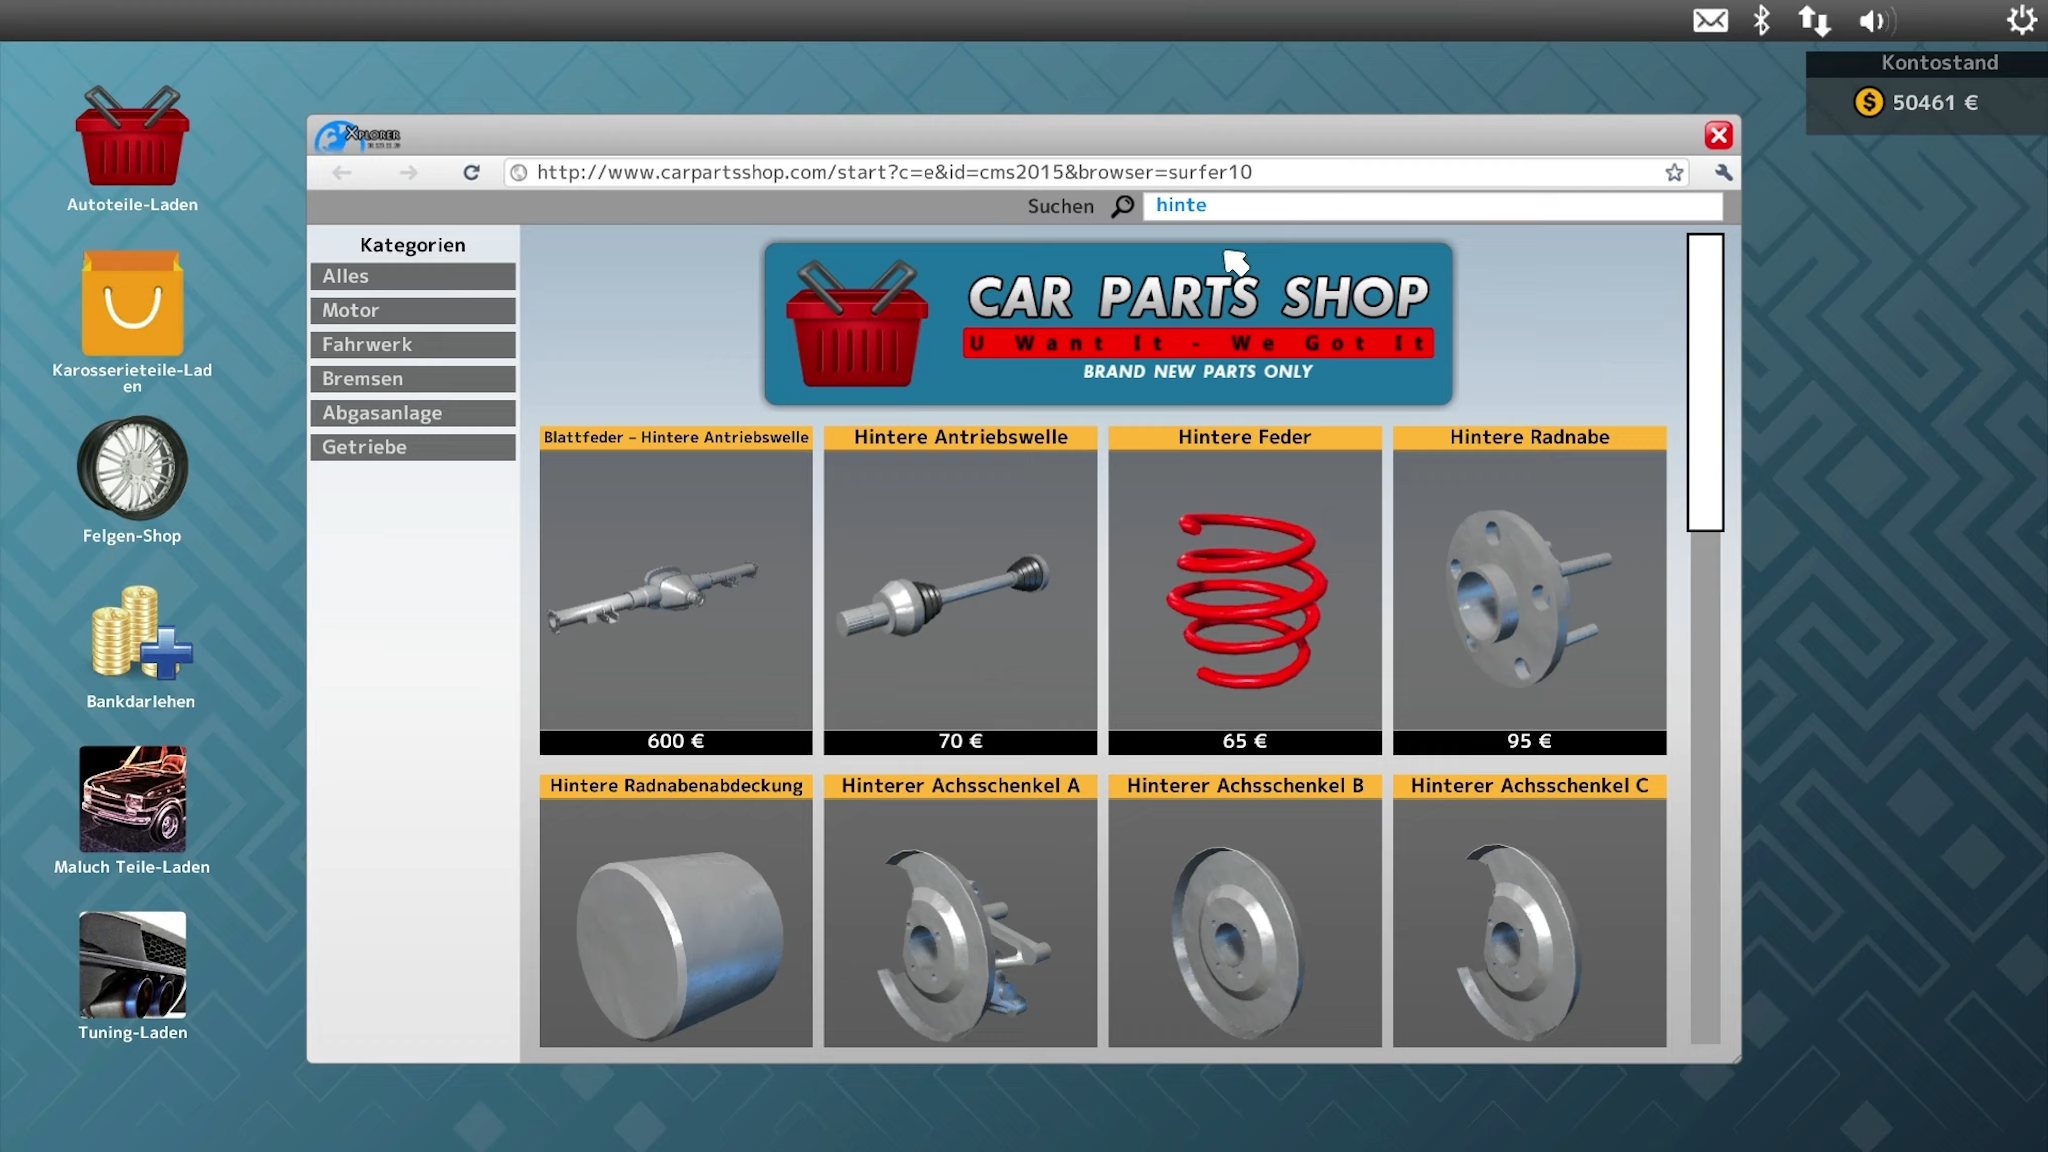 Kontostand
50461 €
Autoteile-Laden
Karosserieteile-Lad
en
Felgen-Shop
Bankdarlehen
Maluch Teile-Laden
Tuning-Laden
XPLORER
http://www.carpartsshop.com/start?c=e&id=cms2015&browser=surfer10
Suchen hinte
Kategorien
Alles
Motor
Fahrwerk
Bremsen
Abgasanlage
Getriebe
CAR PARTS SHOP
U Want It - We Got It
BRAND NEW PARTS ONLY
Blattfeder – Hintere Antriebswelle
600 €
Hintere Antriebswelle
70 €
Hintere Feder
65 €
Hintere Radnabe
95 €
Hintere Radnabenabdeckung
Hinterer Achsschenkel A
Hinterer Achsschenkel B
Hinterer Achsschenkel C